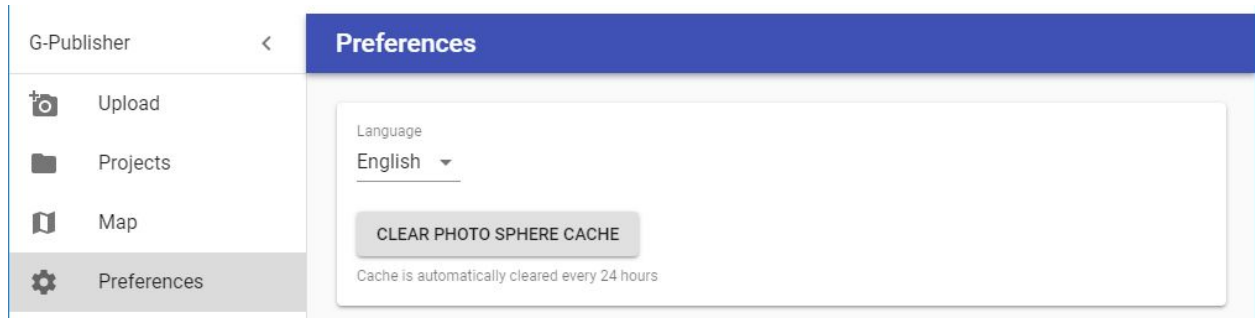 G-Publisher
Preferences
Upload
Projects
Map
Preferences
Language
English
CLEAR PHOTO SPHERE CACHE
Cache is automatically cleared every 24 hours